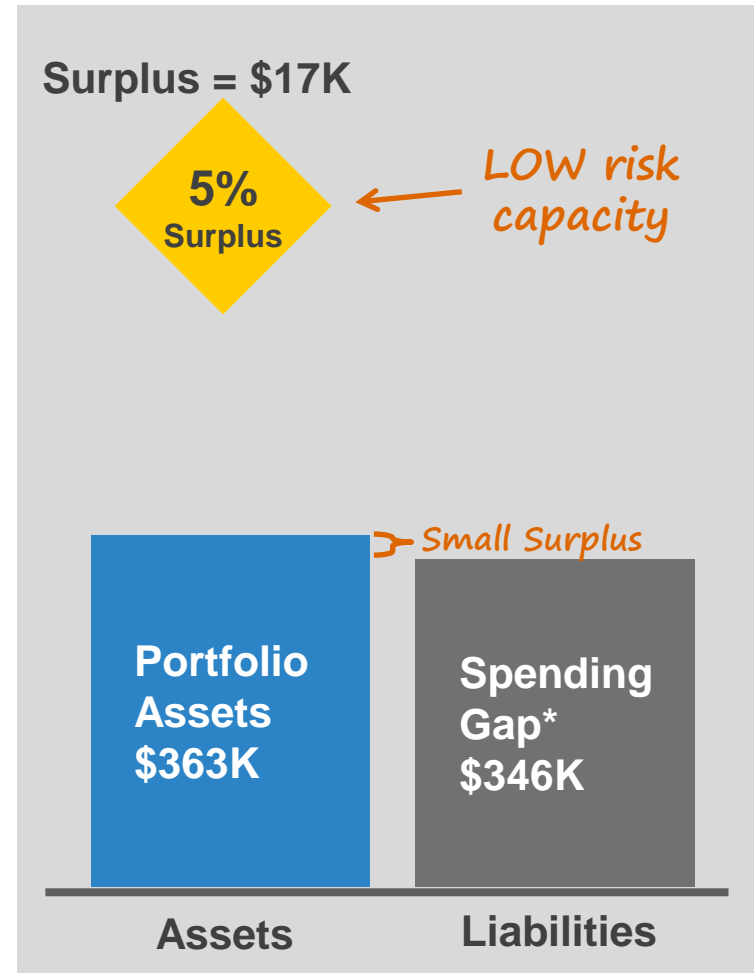 Surplus = $17K
5%
Surplus
LOW risk
capacity
Small Surplus
Portfolio
Assets
$363K
Spending
Gap*
$346K
Assets
Liabilities